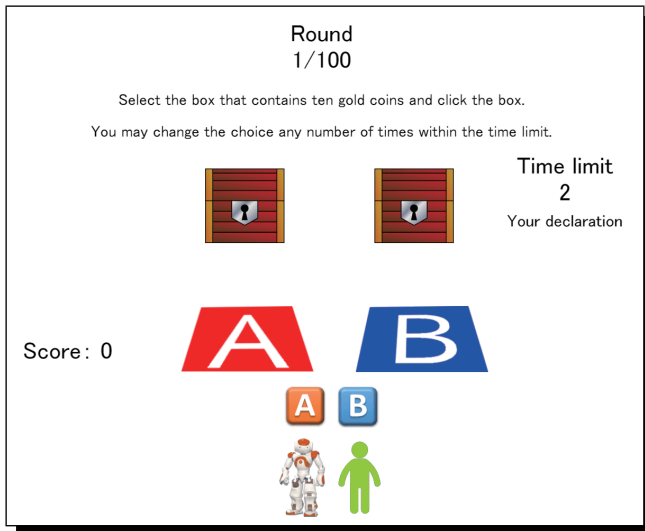 Round
1/100
Select the box that contains ten gold coins and click the box.
You may change the choice any number of times within the time limit.
Time limit
2
Your declaration
Score: 0
A B
A B